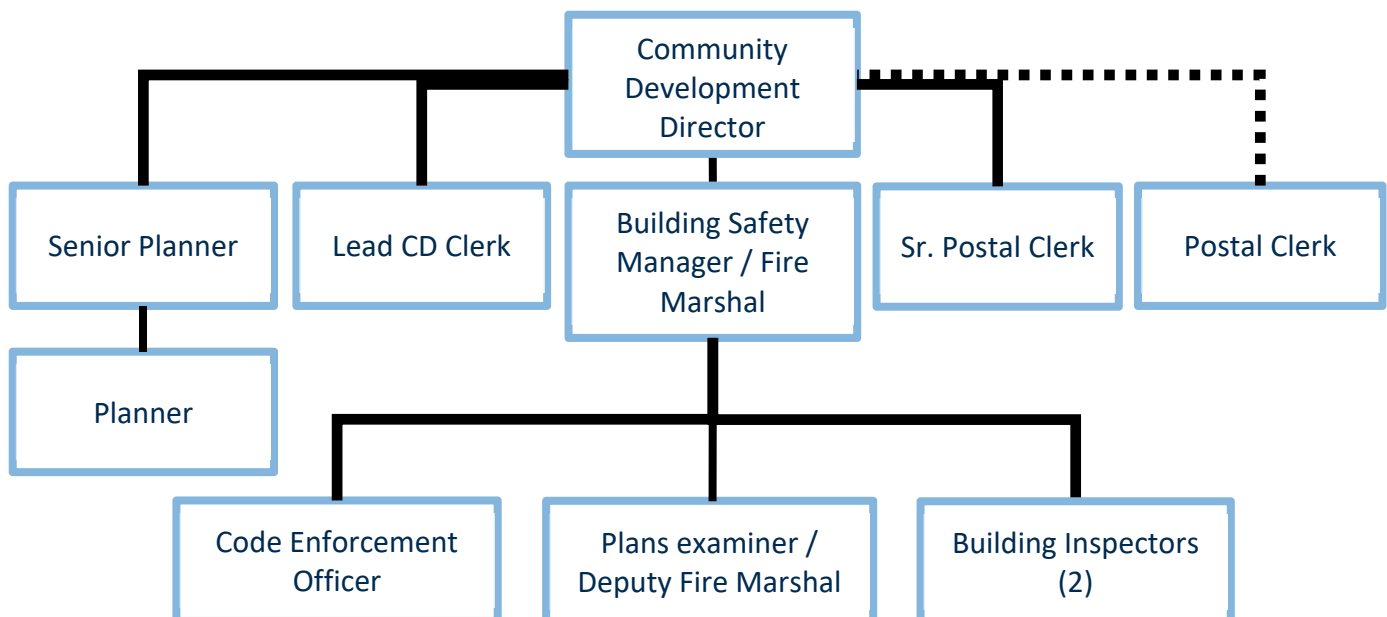 Community
Development
Director
Senior Planner
Lead CD Clerk
Building Safety
Manager / Fire
Marshal
Sr. Postal Clerk
Postal Clerk
Planner
Code Enforcement
Officer
Plans examiner /
Deputy Fire Marshal
Building Inspectors
(2)